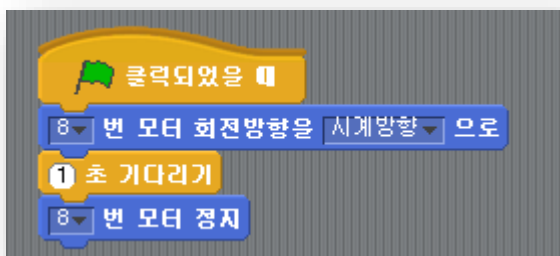 클릭되었을 때
8 번 모터 회전방향을 시계방향 으로
1 초 기다리기
8 번 모터 정지